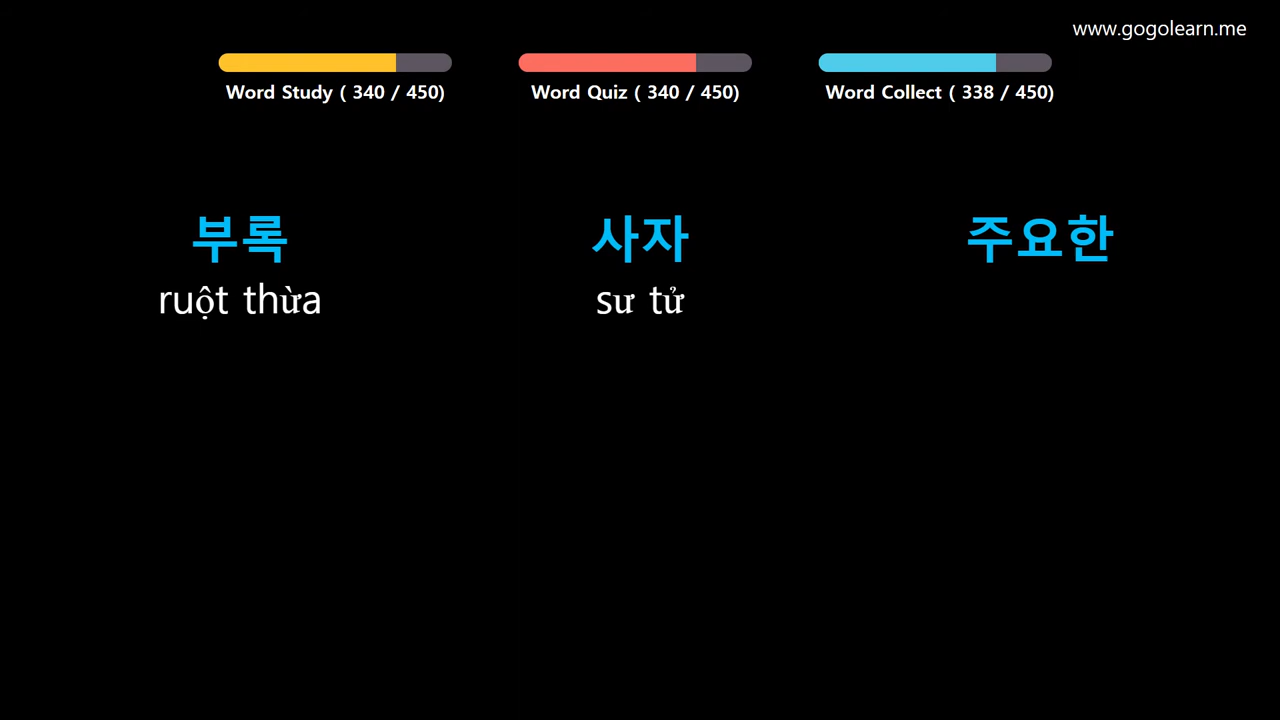 www.gogolearn.me
Word Study ( 340 / 450)
Word Quiz ( 340 / 450)
Word Collect ( 338 / 450)
부록
사자
주요한
ruột thừa
sư tử